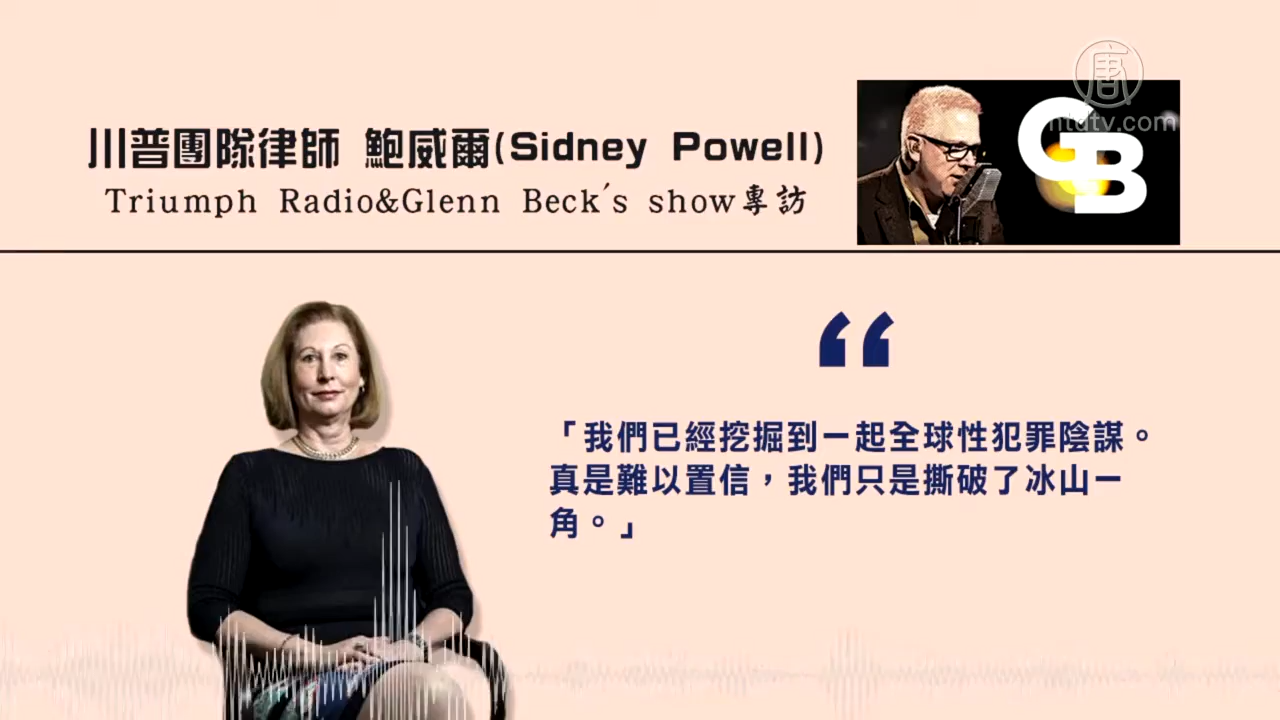 川普團隊律師 鮑威爾(Sidney Powell)
Triumph Radio&Glenn Beck's show專訪
GB
唐
ntdtv.com
“
「我們已經挖掘到一起全球性犯罪陰謀。
真是難以置信，我們只是撕破了冰山一
角。」